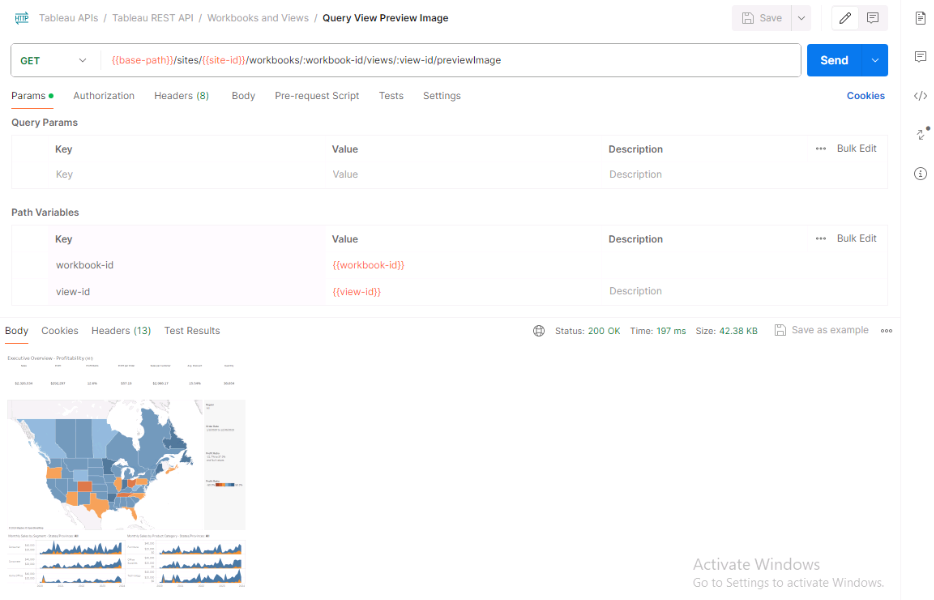 HTTP Tableau APIs / Tableau REST API / Workbooks and Views / Query View Preview Image
Save
GET {{base-path}}/sites/{{site-id}}/workbooks/:workbook-id/views/:view-id/previewImage Send
Params Authorization Headers (8) Body Pre-request Script Tests Settings Cookies
Query Params
Key Value Description ••• Bulk Edit
Key Value Description
Path Variables
Key Value Description ••• Bulk Edit
workbook-id {{workbook-id}}
view-id {{view-id}} Description
Body Cookies Headers (13) Test Results Status: 200 OK Time: 197 ms Size: 42.38 KB Save as example
Executive Overview - Profitability
Activate Windows
Go to Settings to activate Windows.